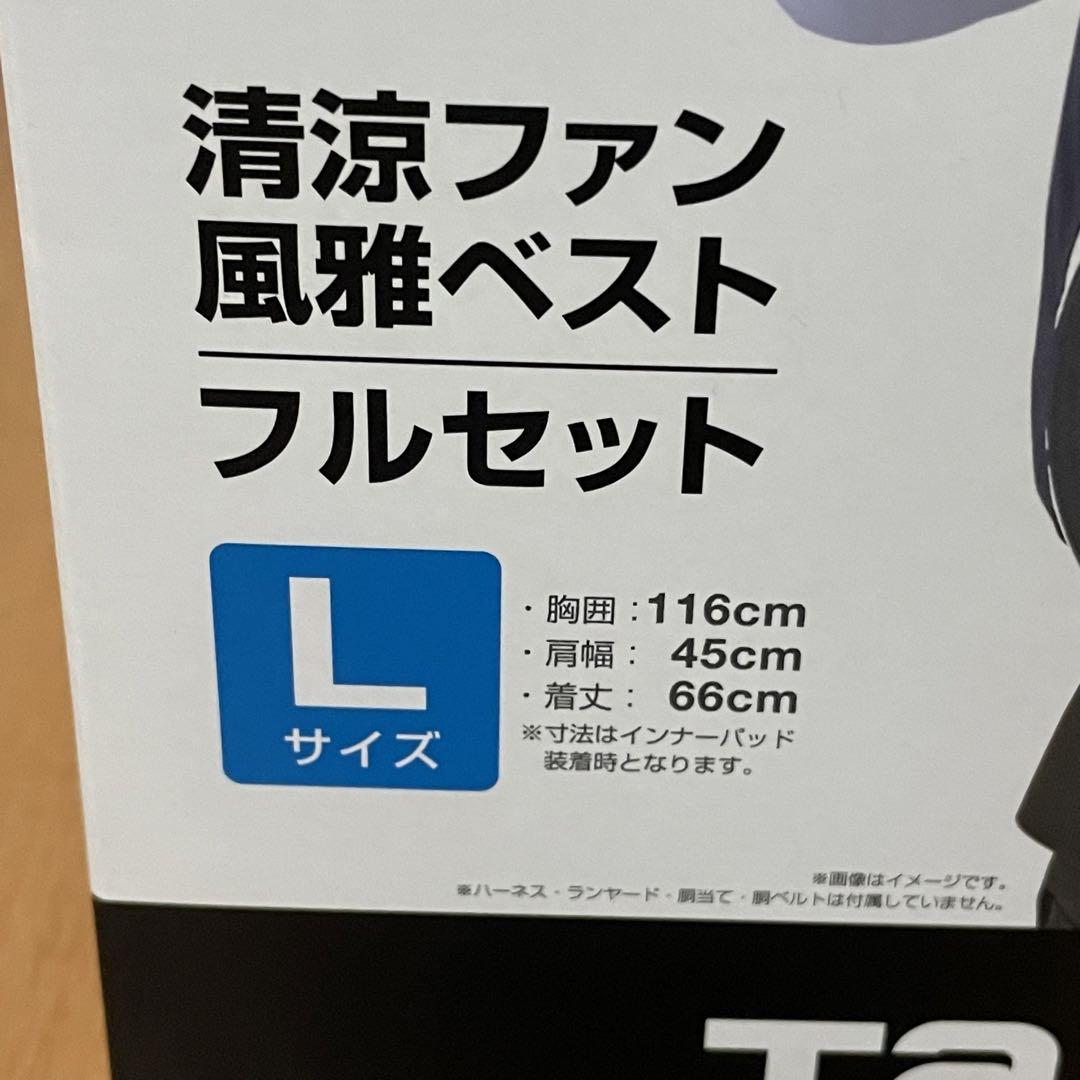 清涼ファン
風雅ベスト
フルセット
L
サイズ
・胸囲：116cm
・肩幅： 45cm
・着丈： 66cm
※寸法はインナーパッド
装着時となります。
※画像はイメージです。
※ハーネス・ランヤード・胴当て・胴ベルトは付属していません。